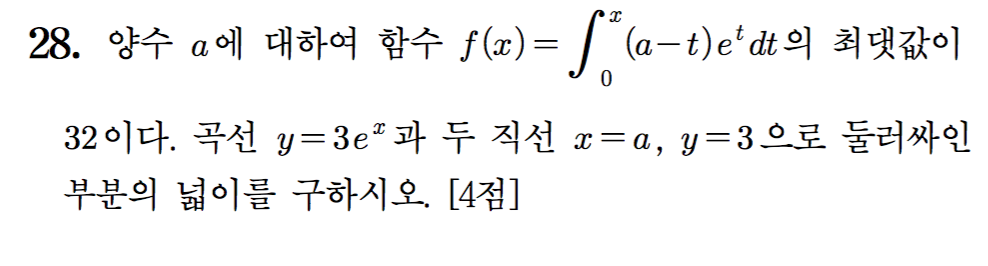 28. 양수 a에 대하여 함수 f(x)=∫₀ˣ(a−t)eᵗdt의 최댓값이
32이다. 곡선 y=3eˣ과 두 직선 x=a, y=3으로 둘러싸인
부분의 넓이를 구하시오. [4점]